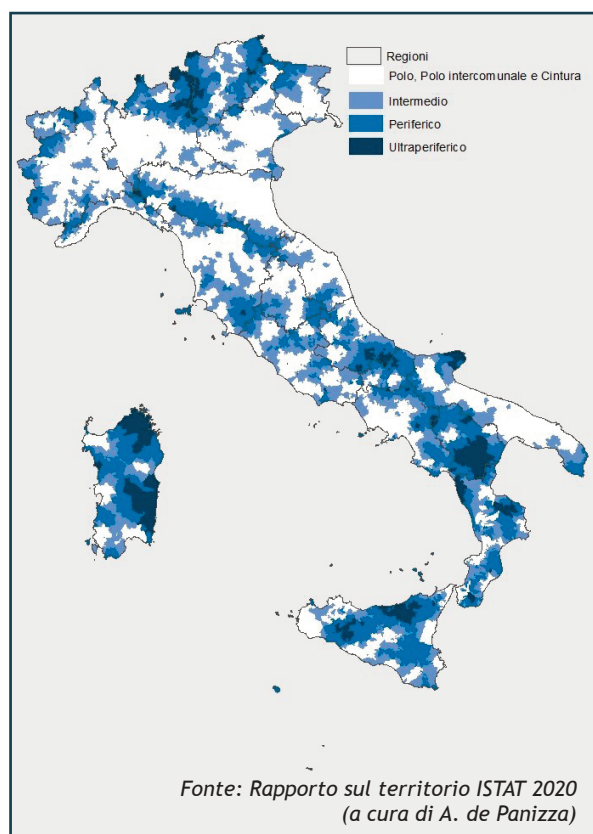 Regioni
Polo, Polo intercomunale e Cintura
Intermedio
Periferico
Ultraperiferico
Fonte: Rapporto sul territorio ISTAT 2020
(a cura di A. de Panizza)